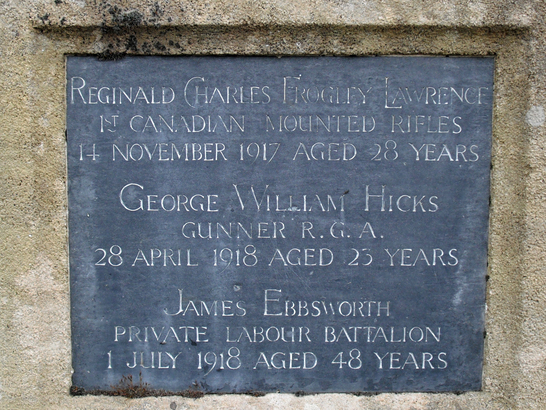 REGINALD CHARLES FROGLEY LAWRENCE
1ST CANADIAN MOUNTED RIFLES
14 NOVEMBER 1917 AGED 28 YEARS
GEORGE WILLIAM HICKS
GUNNER R.G.A.
28 APRIL 1918 AGED 23 YEARS
JAMES EBBSWORTH
PRIVATE LABOUR BATTALION
1 JULY 1918 AGED 48 YEARS